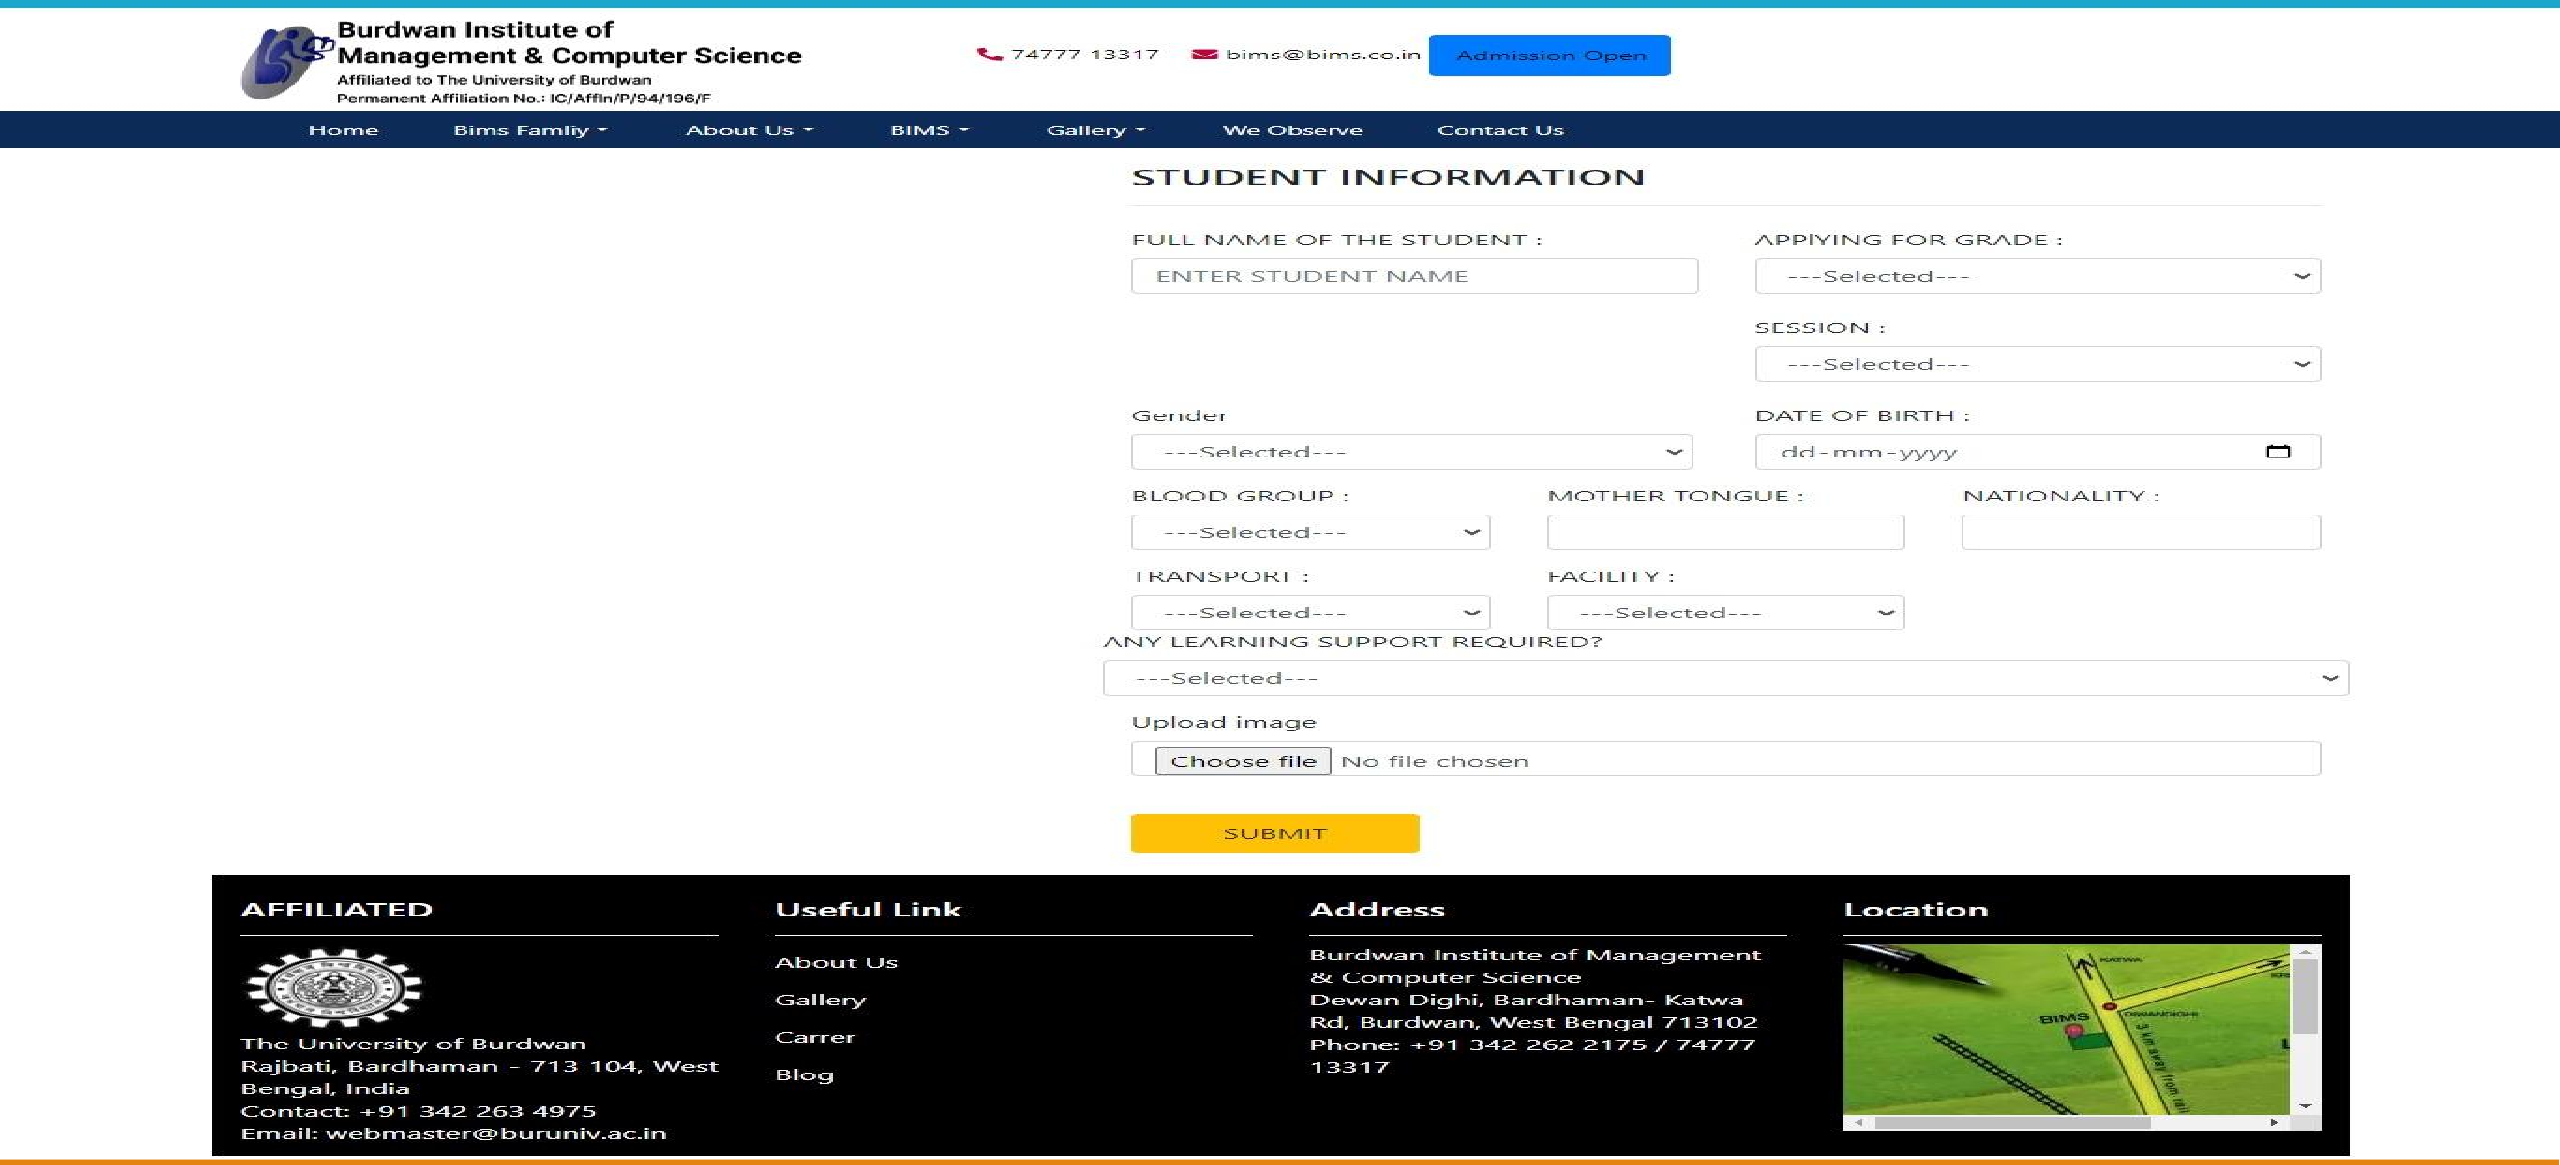 Burdwan Institute of
Management & Computer Science
Affiliated to The University of Burdwan
Permanent Affiliation No.: IC/Affln/P/94/196/F
74777 13317 bims@bims.co.in Admission Open
Home Bims Famliy About Us BIMS Gallery We Observe Contact Us
STUDENT INFORMATION
FULL NAME OF THE STUDENT : APPlYING FOR GRADE :
ENTER STUDENT NAME ---Selected---
SESSION :
---Selected---
Gender DATE OF BIRTH :
---Selected--- dd-mm-yyyy
BLOOD GROUP : MOTHER TONGUE : NATIONALITY :
---Selected---
TRANSPORT : FACILITY :
---Selected--- ---Selected---
ANY LEARNING SUPPORT REQUIRED?
---Selected---
Upload image
Choose file No file chosen
SUBMIT
AFFILIATED
The University of Burdwan
Rajbati, Bardhaman - 713 104, West
Bengal, India
Contact: +91 342 263 4975
Email: webmaster@buruniv.ac.in
Useful Link
About Us
Gallery
Carrer
Blog
Address
Burdwan Institute of Management
& Computer Science
Dewan Dighi, Bardhaman- Katwa
Rd, Burdwan, West Bengal 713102
Phone: +91 342 262 2175 / 74777
13317
Location
KATWA
BIMS
DEWANDIGHI
km away from rail